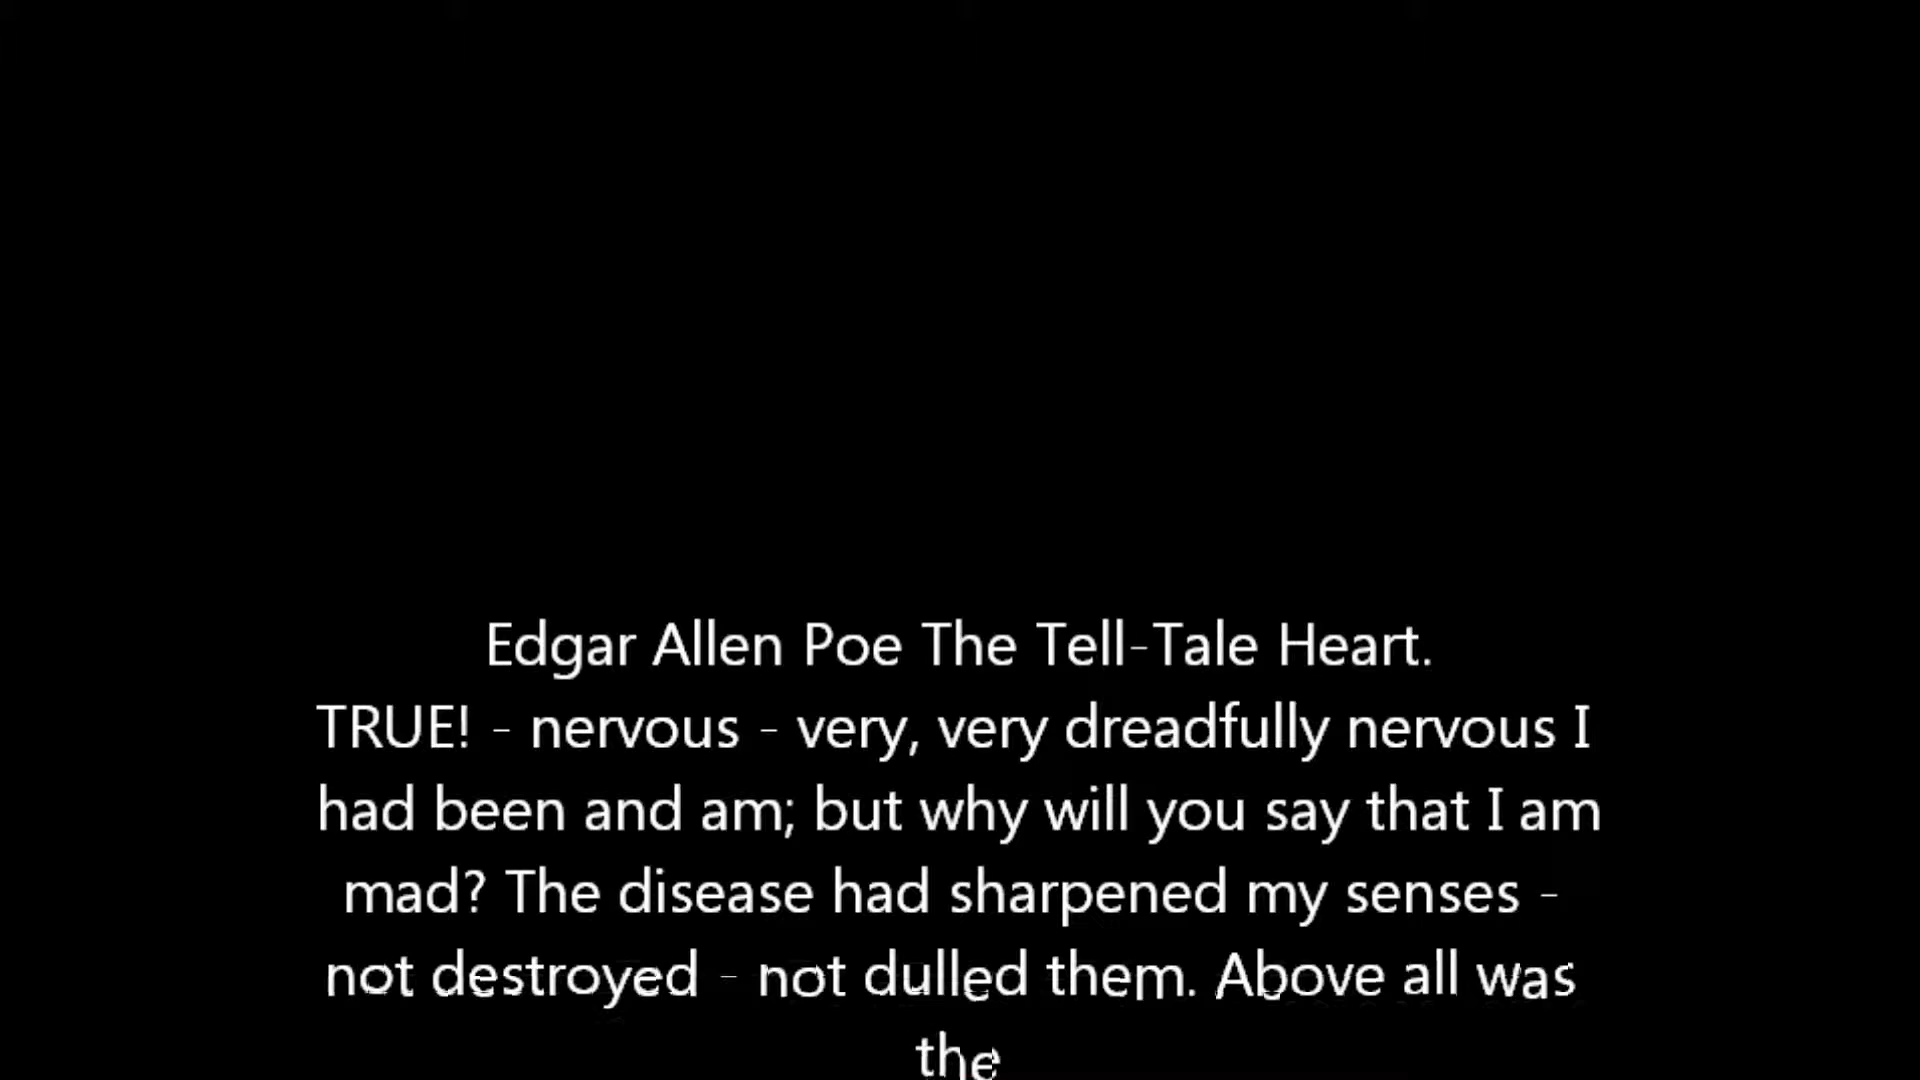 Edgar Allen Poe The Tell-Tale Heart.
TRUE! - nervous - very, very dreadfully nervous I
had been and am; but why will you say that I am
mad? The disease had sharpened my senses -
not destroyed - not dulled them. Above all was
the